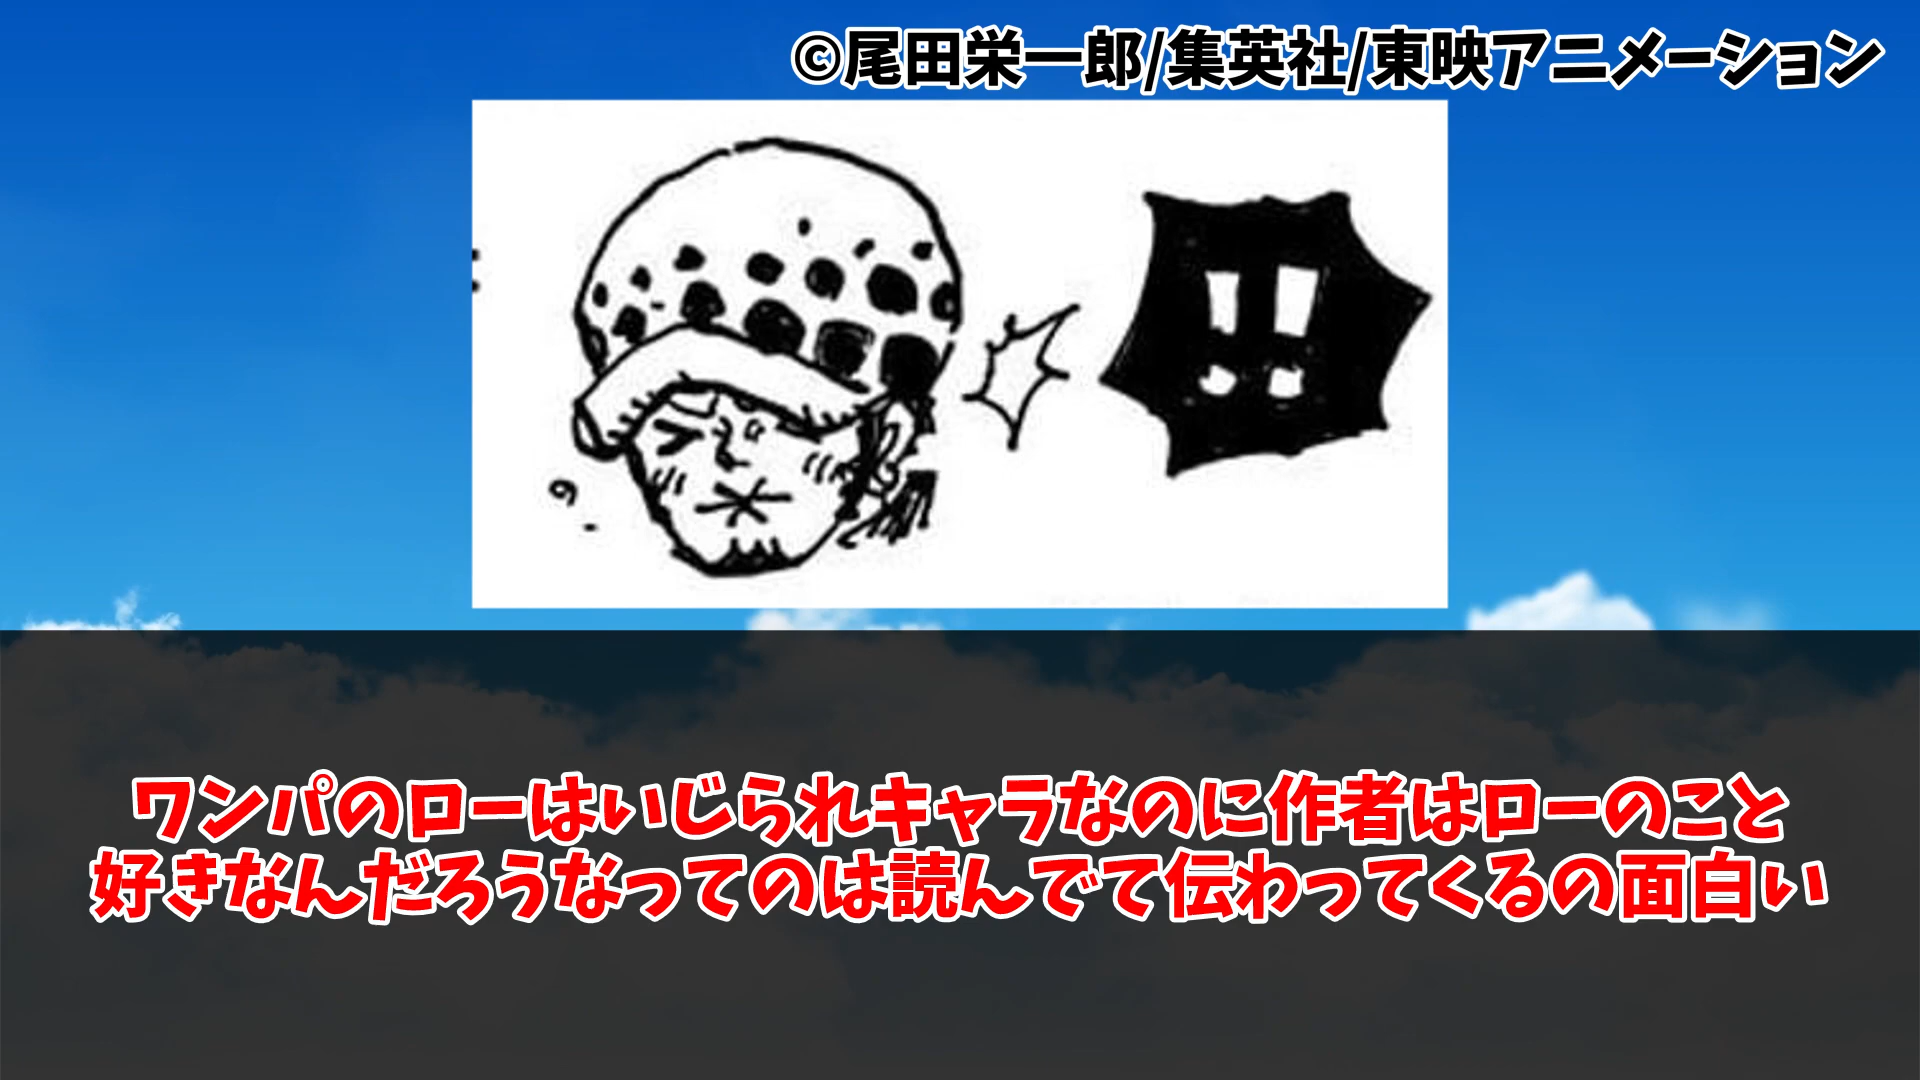 ©尾田栄一郎/集英社/東映アニメーション
!!
ワンパのローはいじられキャラなのに作者はローのこと
好きなんだろうなってのは読んでて伝わってくるの面白い